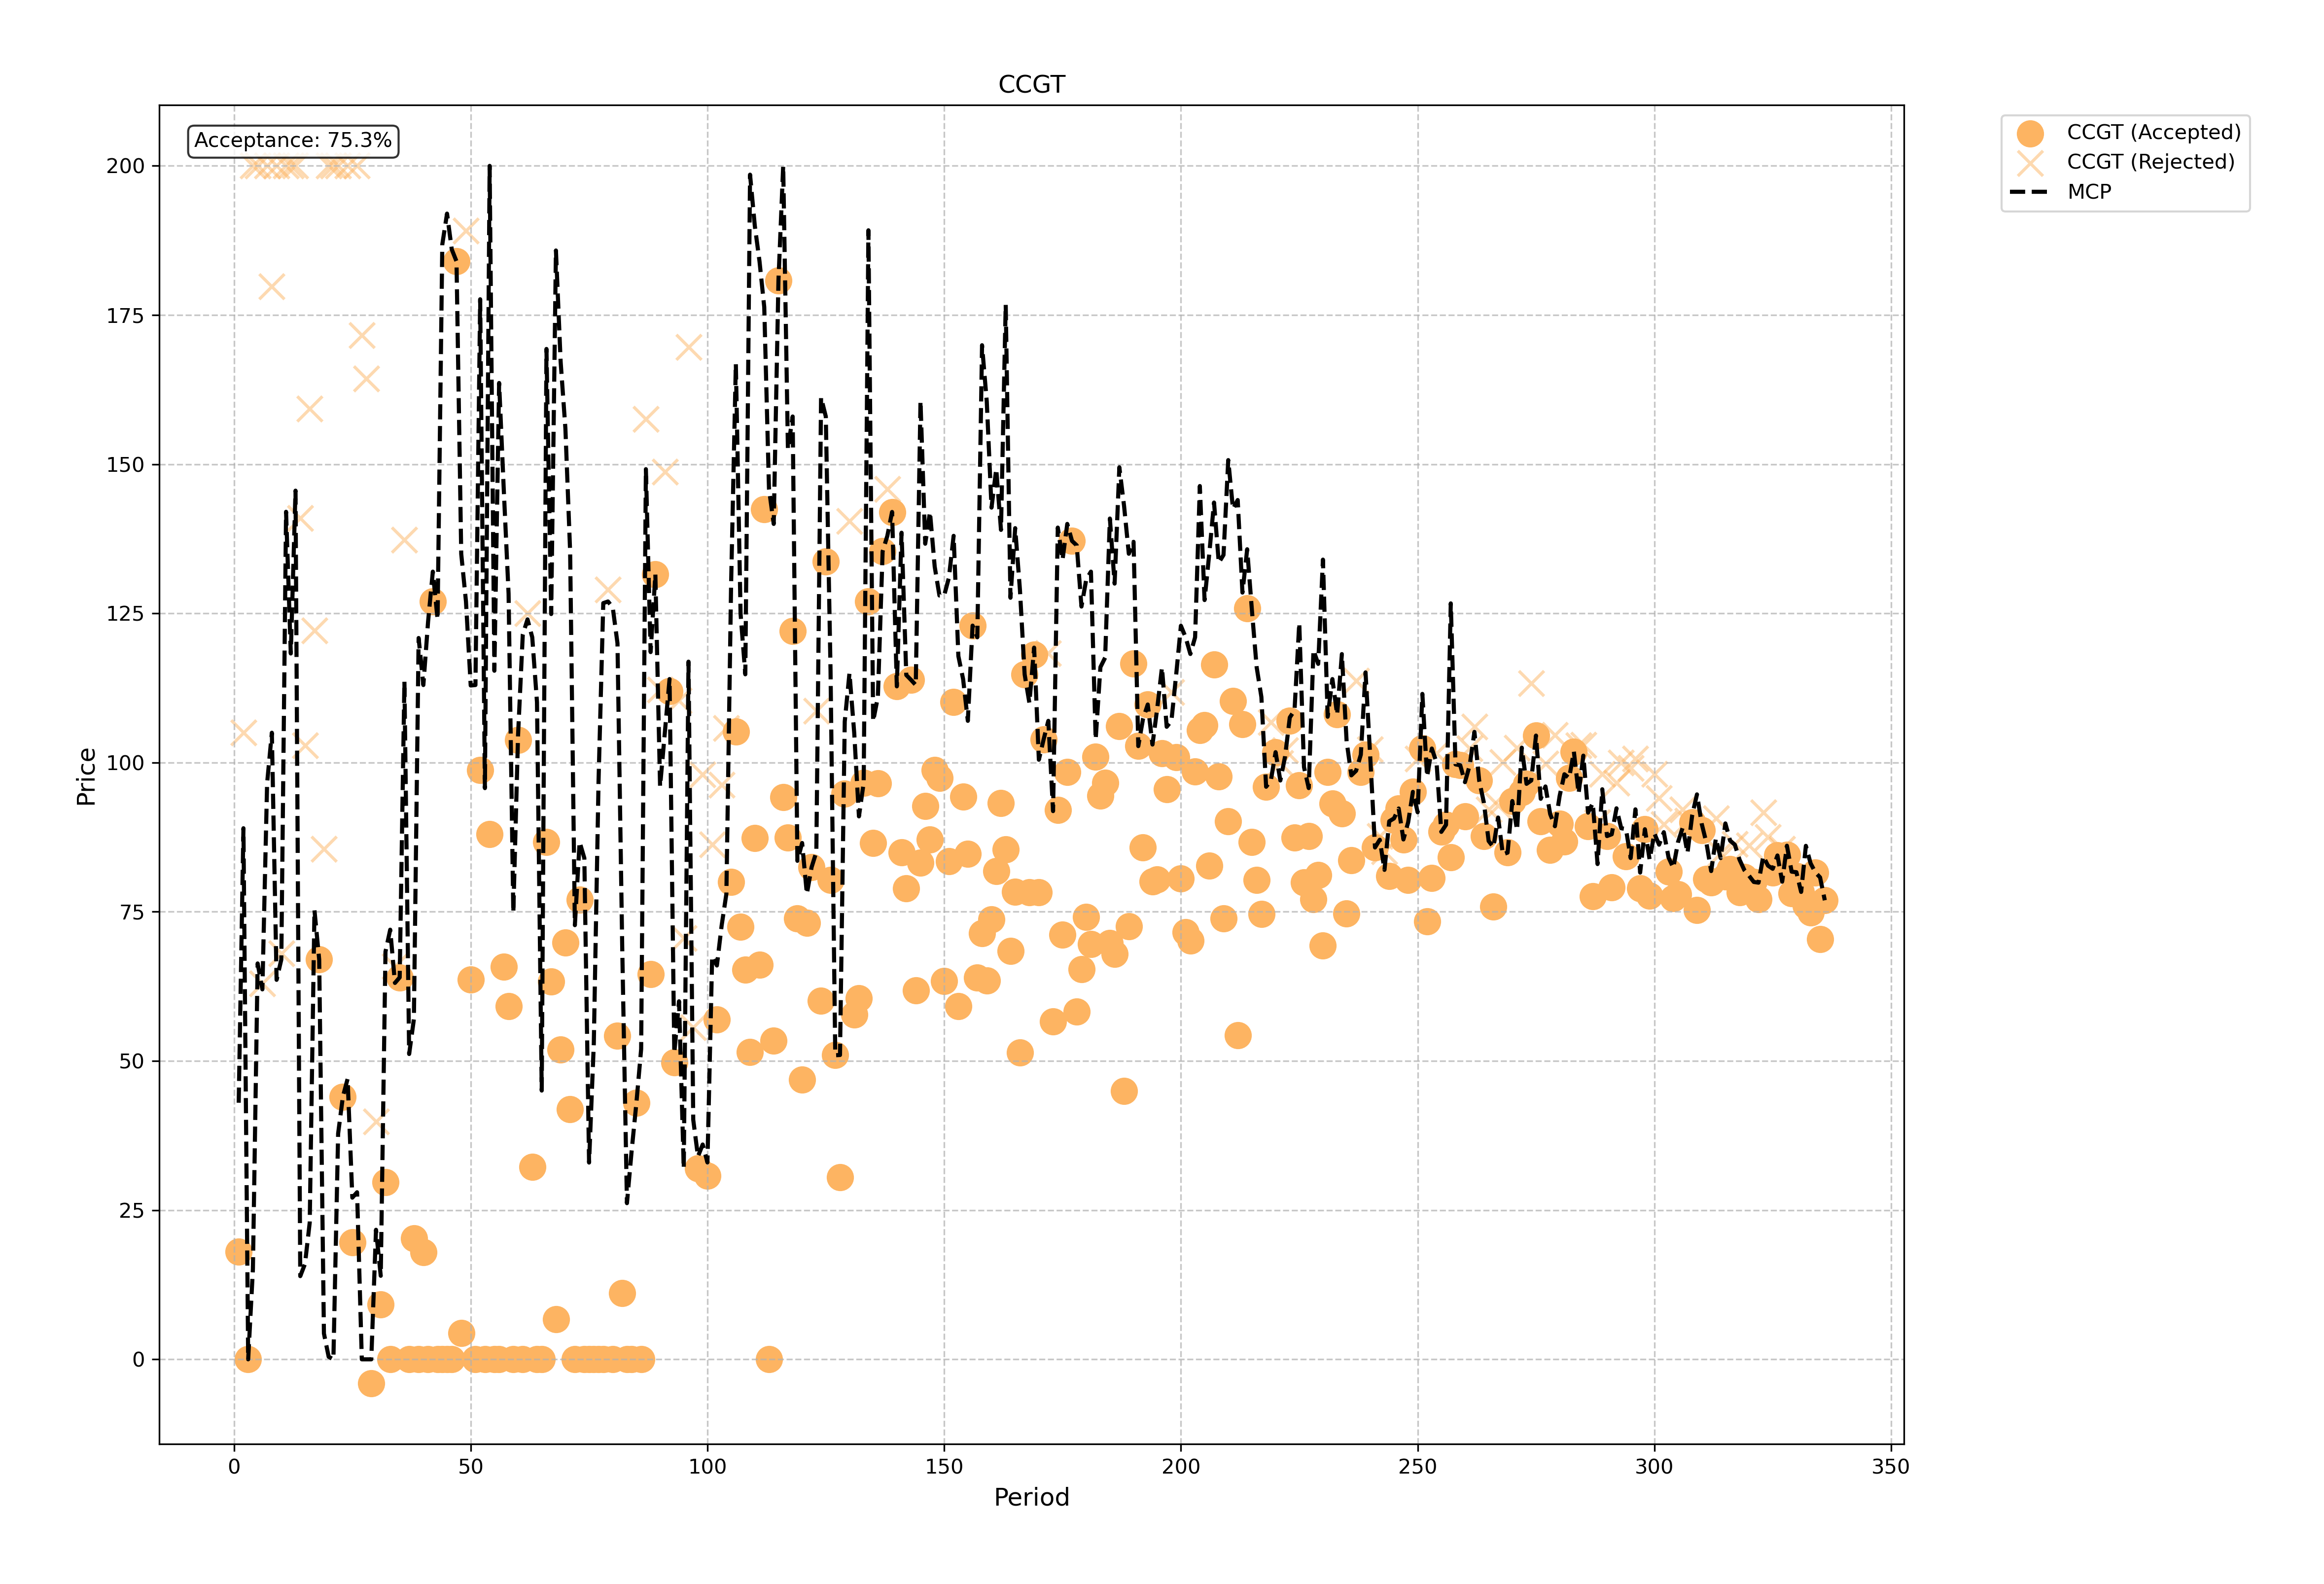 CCGT
Acceptance: 75.3%
CCGT (Accepted)
CCGT (Rejected)
MCP
200
175
150
125
100
75
50
25
0
Price
0
50
100
150
200
250
300
350
Period